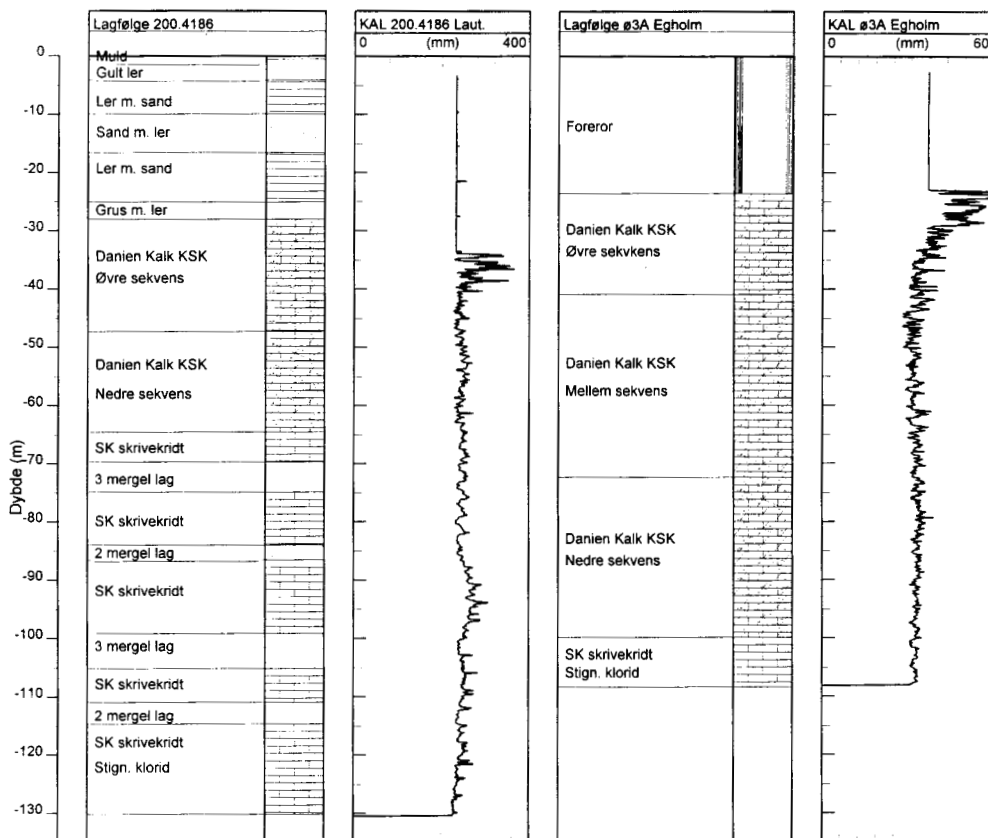 Lagfølge 200.4186
KAL 200.4186 Laut.
Lagfølge ø3A Egholm
KAL ø3A Egholm
0 (mm) 400
0 (mm) 60
Dybde (m)
0
-10
-20
-30
-40
-50
-60
-70
-80
-90
-100
-110
-120
-130
Muld
Gult ler
Ler m. sand
Sand m. ler
Ler m. sand
Grus m. ler
Danien Kalk KSK
Øvre sekvens
Danien Kalk KSK
Nedre sekvens
SK skrivekridt
3 mergel lag
SK skrivekridt
2 mergel lag
SK skrivekridt
3 mergel lag
SK skrivekridt
2 mergel lag
SK skrivekridt
Stign. klorid
Foreror
Danien Kalk KSK
Øvre sekvkens
Danien Kalk KSK
Mellem sekvens
Danien Kalk KSK
Nedre sekvens
SK skrivekridt
Stign. klorid